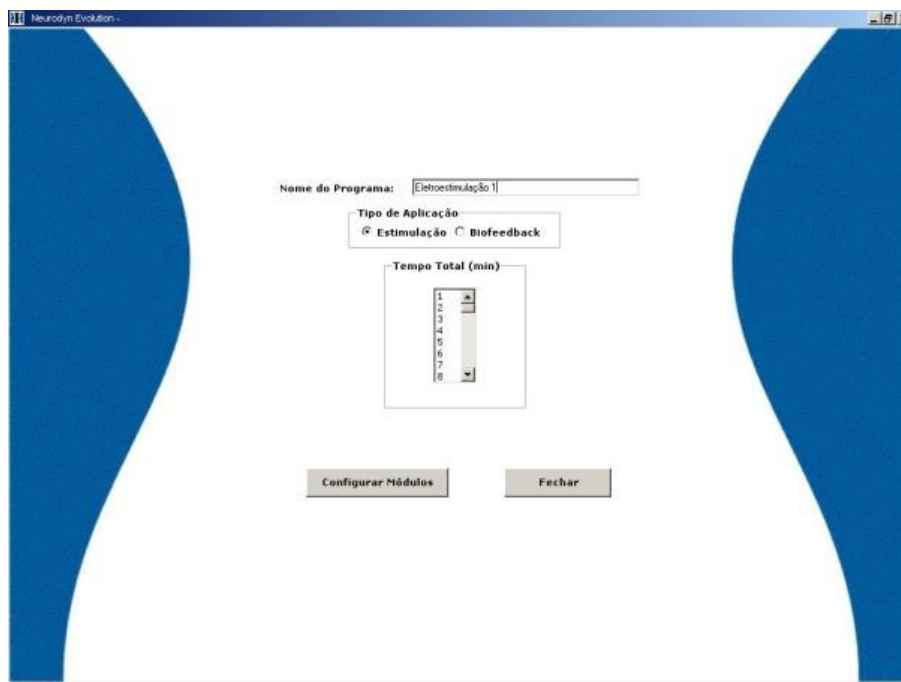 Neurodyn Evolution -
Nome do Programa: Eletroestimulação 1
Tipo de Aplicação
Estimulação Biofeedback
Tempo Total (min)
1
2
3
4
5
6
7
8
Configurar Módulos Fechar